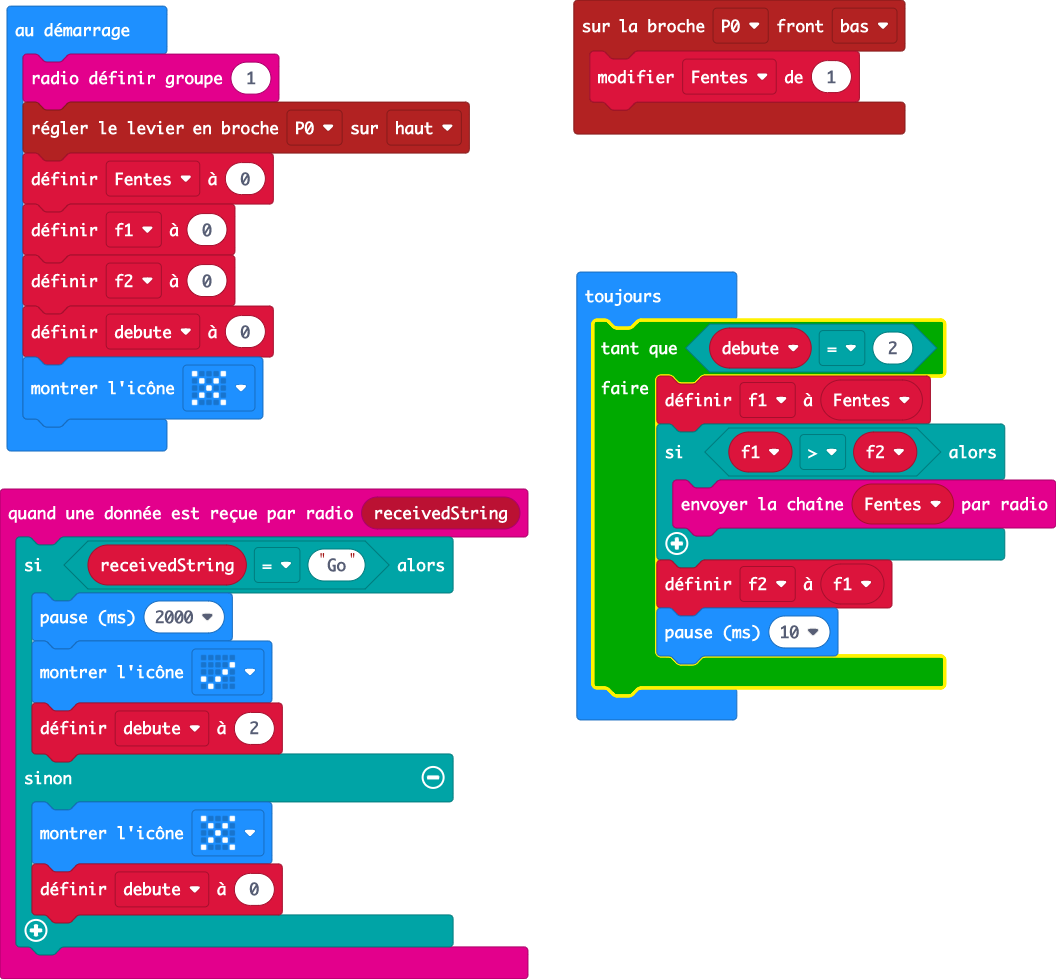 au démarrage
radio définir groupe 1
régler le levier en broche P0 sur haut
définir Fentes à 0
définir f1 à 0
définir f2 à 0
définir debute à 0
montrer l'icône
sur la broche P0 front bas
modifier Fentes de 1
toujours
tant que debute = 2
faire
définir f1 à Fentes
si f1 > f2 alors
envoyer la chaîne Fentes par radio
définir f2 à f1
pause (ms) 10
quand une donnée est reçue par radio receivedString
si receivedString = "Go" alors
pause (ms) 2000
montrer l'icône
définir debute à 2
sinon
montrer l'icône
définir debute à 0